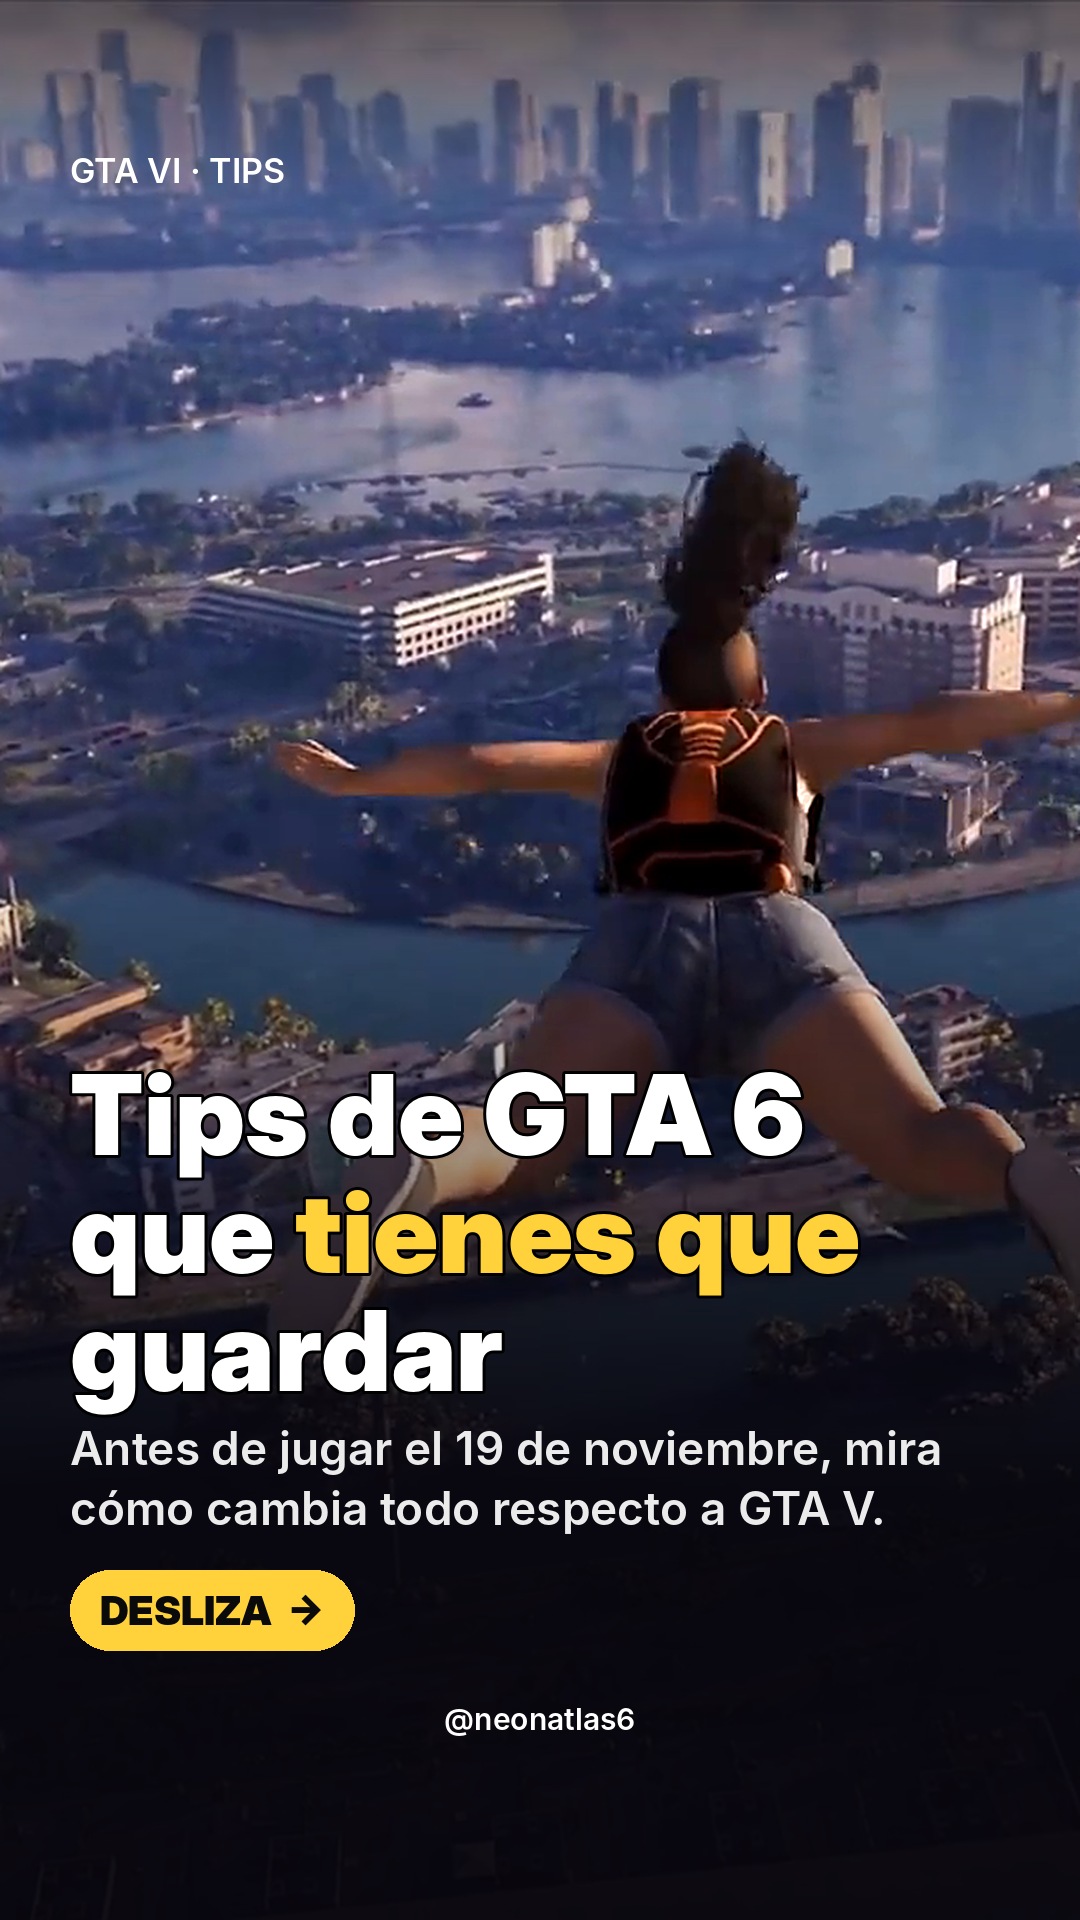 GTA VI · TIPS
Tips de GTA 6
que tienes que
guardar
Antes de jugar el 19 de noviembre, mira
cómo cambia todo respecto a GTA V.
DESLIZA →
@neonatlas6